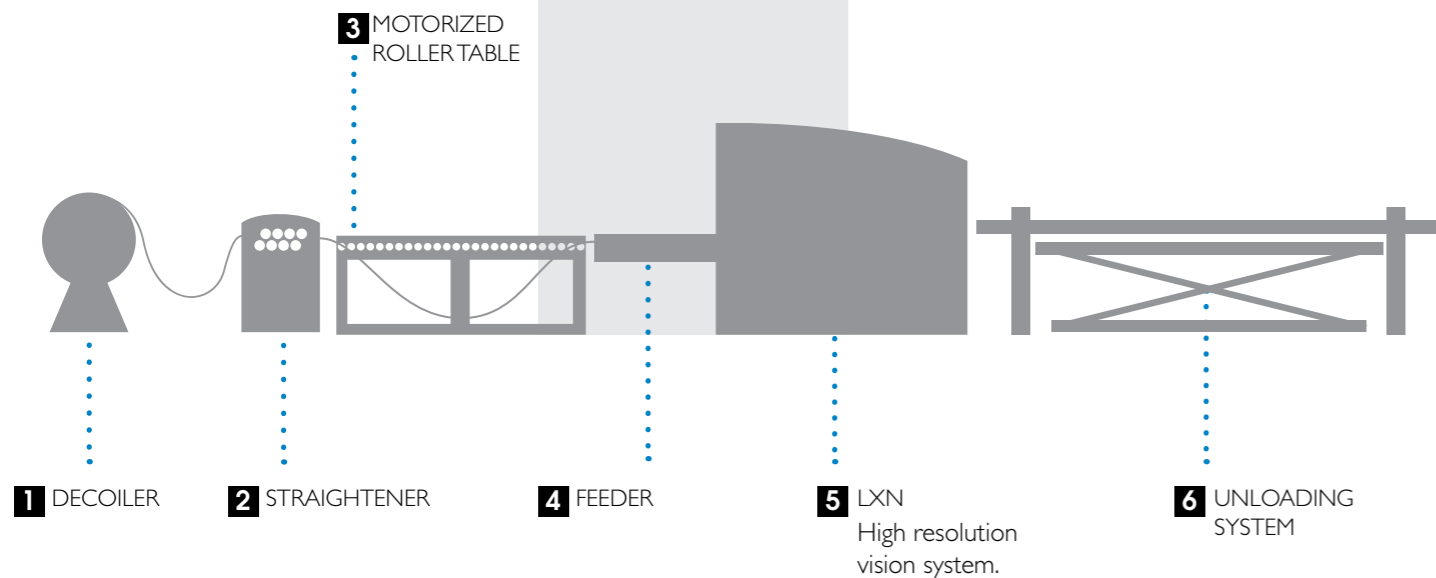 3 MOTORIZED
ROLLER TABLE
1 DECOILER
2 STRAIGHTENER
4 FEEDER
5 LXN
High resolution
vision system.
6 UNLOADING
SYSTEM